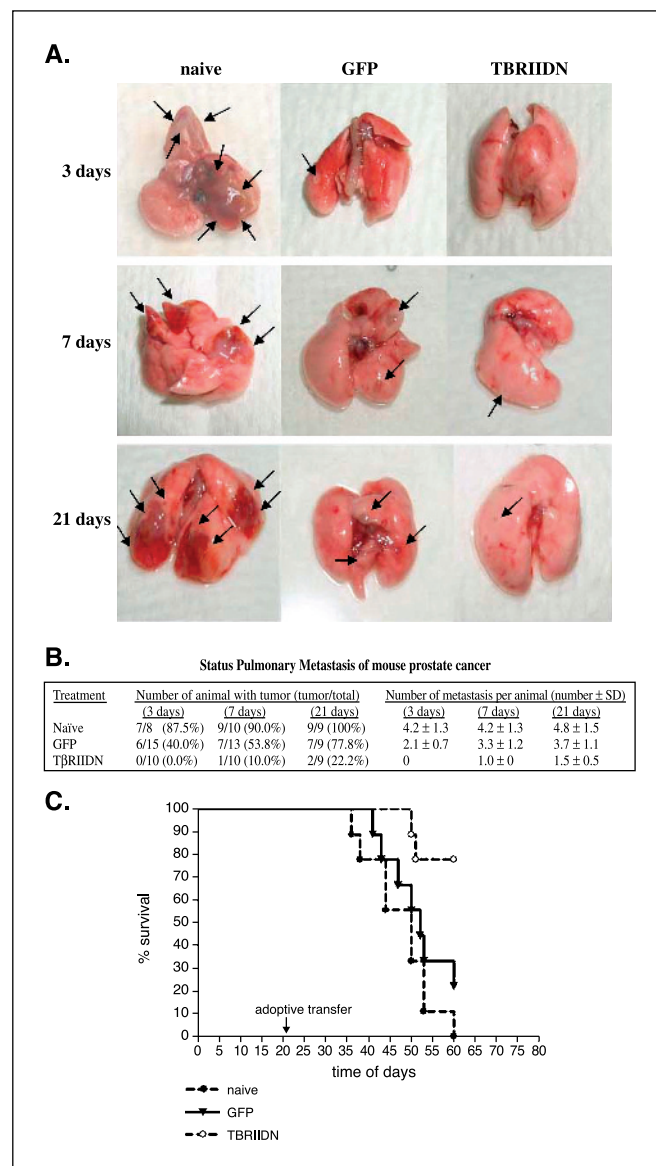 A.
naive GFP TBRIIDN
3 days
7 days
21 days
B.
Status Pulmonary Metastasis of mouse prostate cancer
Treatment Number of animal with tumor (tumor/total) Number of metastasis per animal (number ± SD)
(3 days) (7 days) (21 days) (3 days) (7 days) (21 days)
Naïve 7/8 (87.5%) 9/10 (90.0%) 9/9 (100%) 4.2 ± 1.3 4.2 ± 1.3 4.8 ± 1.5
GFP 6/15 (40.0%) 7/13 (53.8%) 7/9 (77.8%) 2.1 ± 0.7 3.3 ± 1.2 3.7 ± 1.1
TβRIIDN 0/10 (0.0%) 1/10 (10.0%) 2/9 (22.2%) 0 1.0 ± 0 1.5 ± 0.5
C.
100
90
80
70
60
50
40
30
20
10
0
% survival
adoptive transfer
0 5 10 15 20 25 30 35 40 45 50 55 60 65 70 75 80
time of days
naive
GFP
TBRIIDN